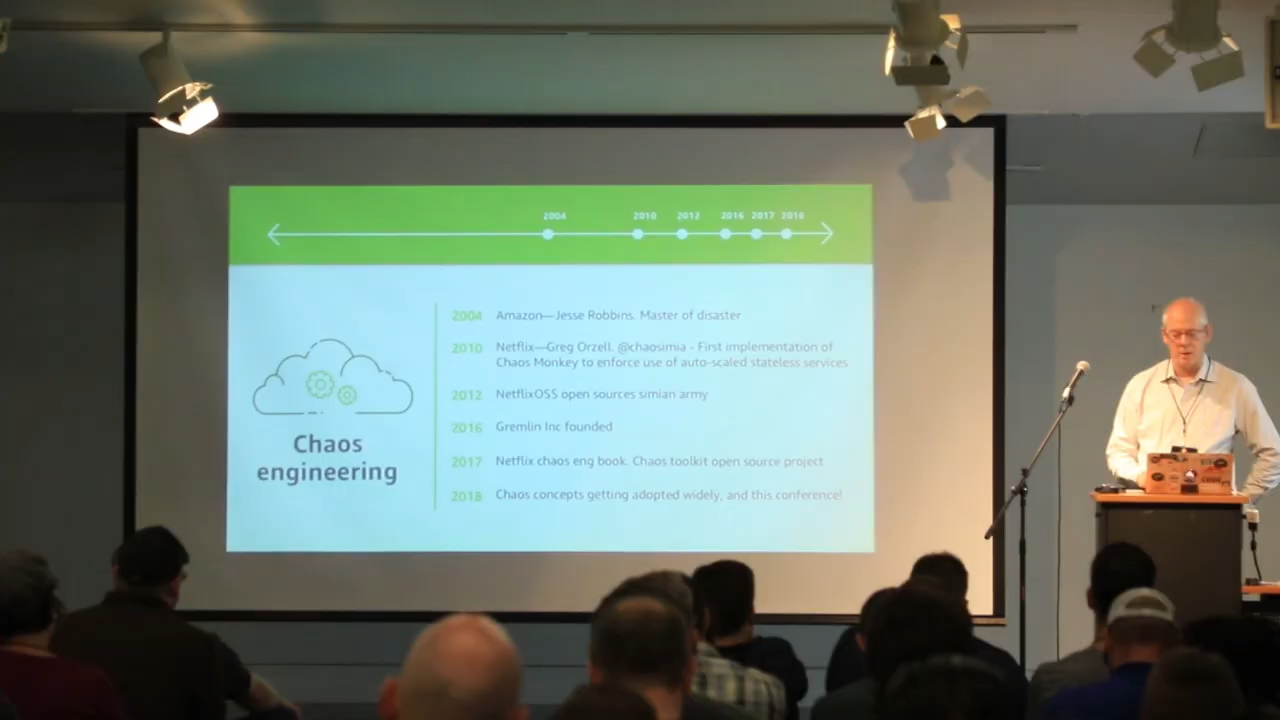 2004 2010 2012 2016 2017 2018
2004 Amazon—Jesse Robbins. Master of disaster
2010 Netflix—Greg Orzell. @chaosimia - First implementation of
Chaos Monkey to enforce use of auto-scaled stateless services
2012 NetflixOSS open sources simian army
2016 Gremlin Inc founded
2017 Netflix chaos eng book. Chaos toolkit open source project
2018 Chaos concepts getting adopted widely, and this conference!
Chaos
engineering